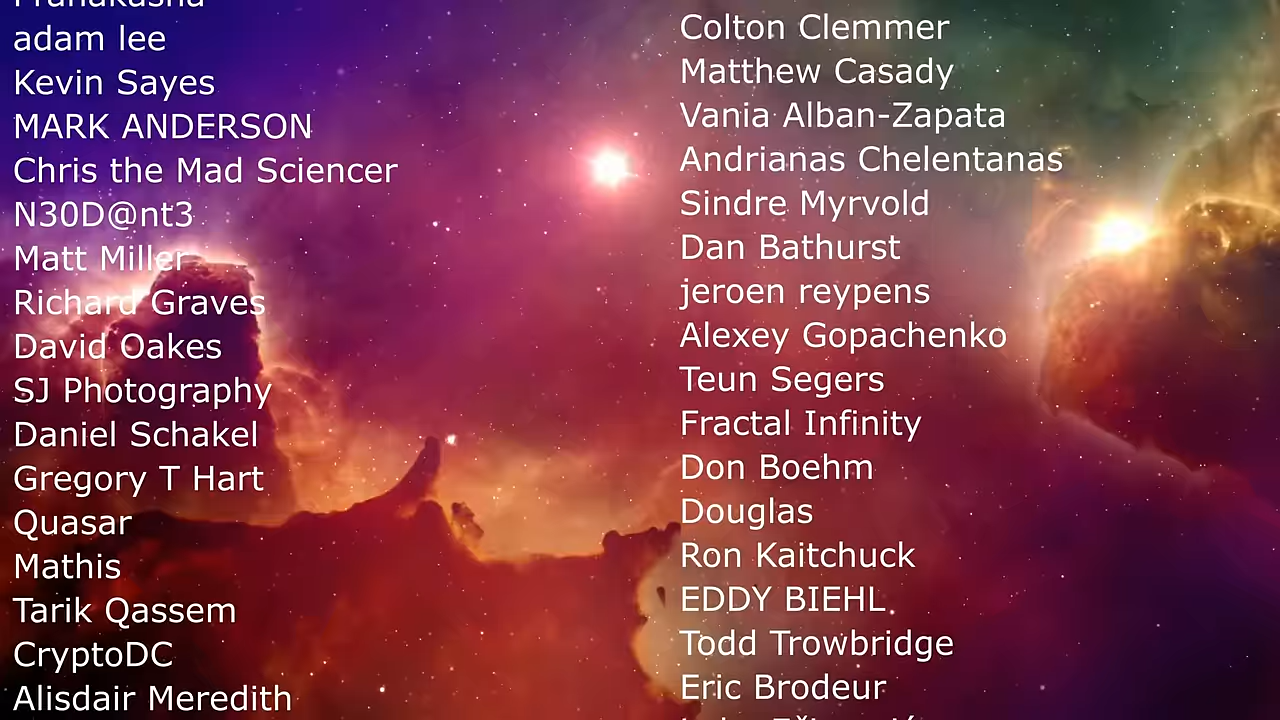 adam lee
Kevin Sayes
MARK ANDERSON
Chris the Mad Sciencer
N30D@nt3
Matt Miller
Richard Graves
David Oakes
SJ Photography
Daniel Schakel
Gregory T Hart
Quasar
Mathis
Tarik Qassem
CryptoDC
Alisdair Meredith
Colton Clemmer
Matthew Casady
Vania Alban-Zapata
Andrianas Chelentanas
Sindre Myrvold
Dan Bathurst
jeroen reypens
Alexey Gopachenko
Teun Segers
Fractal Infinity
Don Boehm
Douglas
Ron Kaitchuck
EDDY BIEHL
Todd Trowbridge
Eric Brodeur